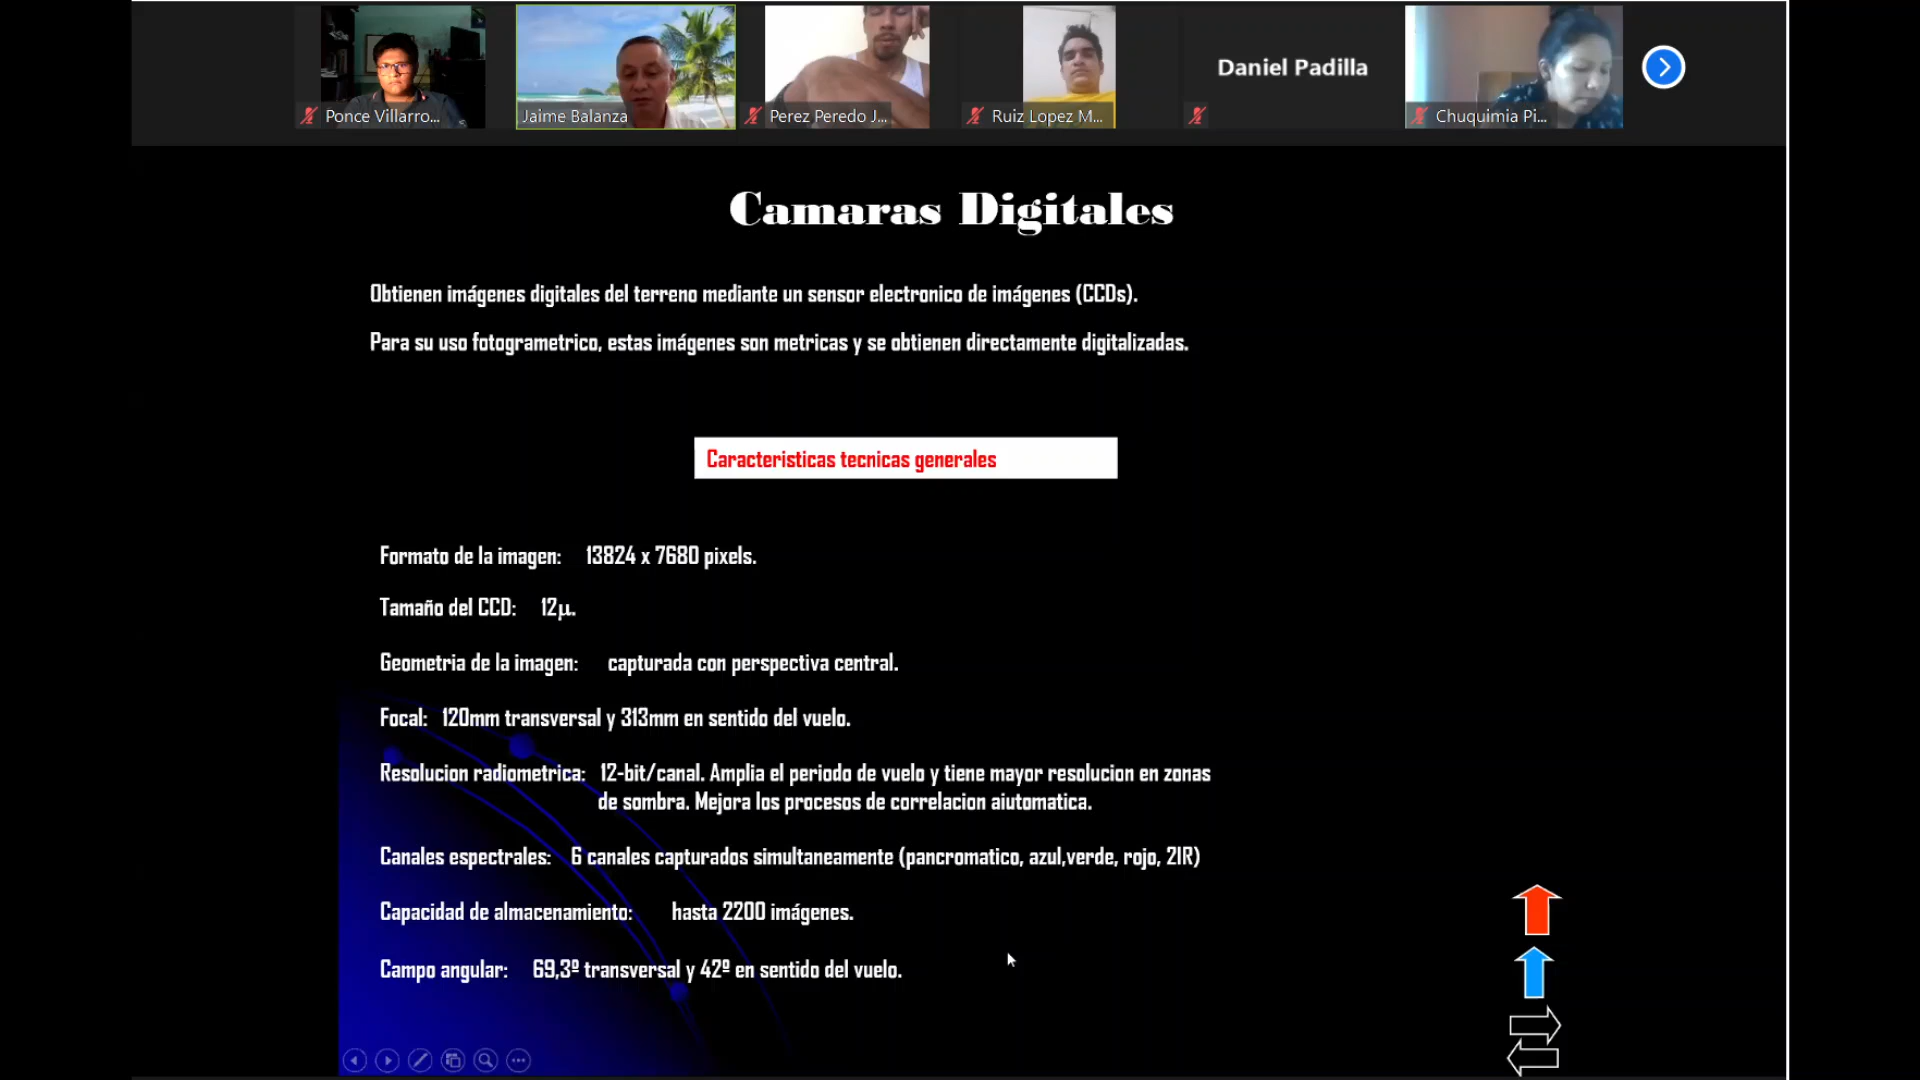 Ponce Villarro...
Jaime Balanza
Perez Peredo J...
Ruiz Lopez M...
Daniel Padilla
Chuquimia Pi...
Camaras Digitales
Obtienen imágenes digitales del terreno mediante un sensor electronico de imágenes (CCDs).
Para su uso fotogrametrico, estas imágenes son metricas y se obtienen directamente digitalizadas.
Caracteristicas tecnicas generales
Formato de la imagen: 13824 x 7680 pixels.
Tamaño del CCD: 12µ.
Geometria de la imagen: capturada con perspectiva central.
Focal: 120mm transversal y 313mm en sentido del vuelo.
Resolucion radiometrica: 12-bit/canal. Amplia el periodo de vuelo y tiene mayor resolucion en zonas
de sombra. Mejora los procesos de correlacion aiutomatica.
Canales espectrales: 6 canales capturados simultaneamente (pancromatico, azul,verde, rojo, 2IR)
Capacidad de almacenamiento: hasta 2200 imágenes.
Campo angular: 69,3º transversal y 42º en sentido del vuelo.